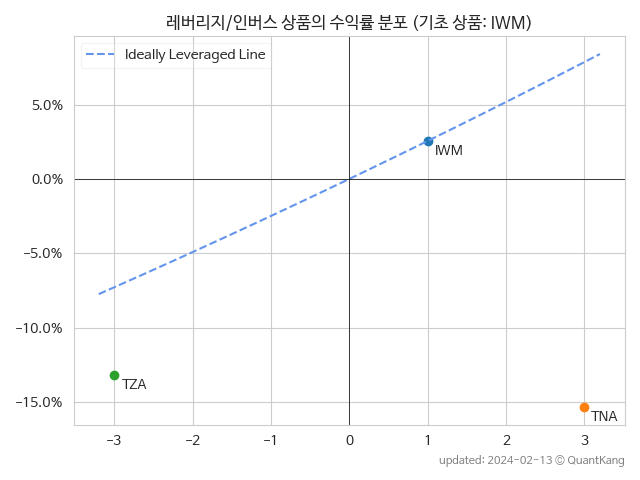 레버리지/인버스 상품의 수익률 분포 (기초 상품: IWM)
Ideally Leveraged Line
5.0%
0.0%
−5.0%
−10.0%
−15.0%
IWM
TZA
TNA
−3 −2 −1 0 1 2 3
updated: 2024-02-13 © QuantKang